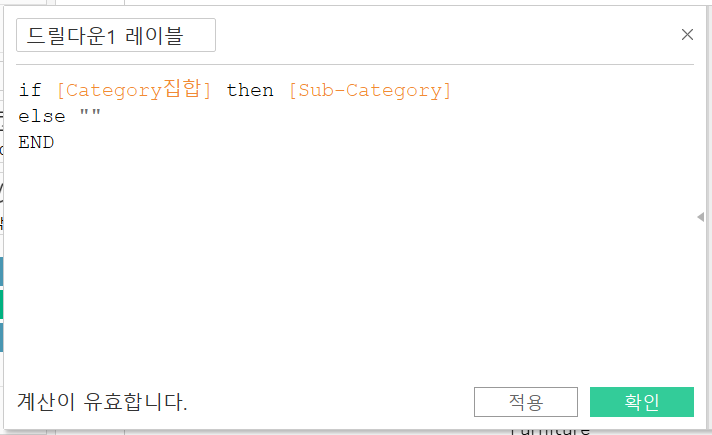 드릴다운1 레이블
if [Category집합] then [Sub-Category]
else ""
END
계산이 유효합니다.
적용
확인
Furniture